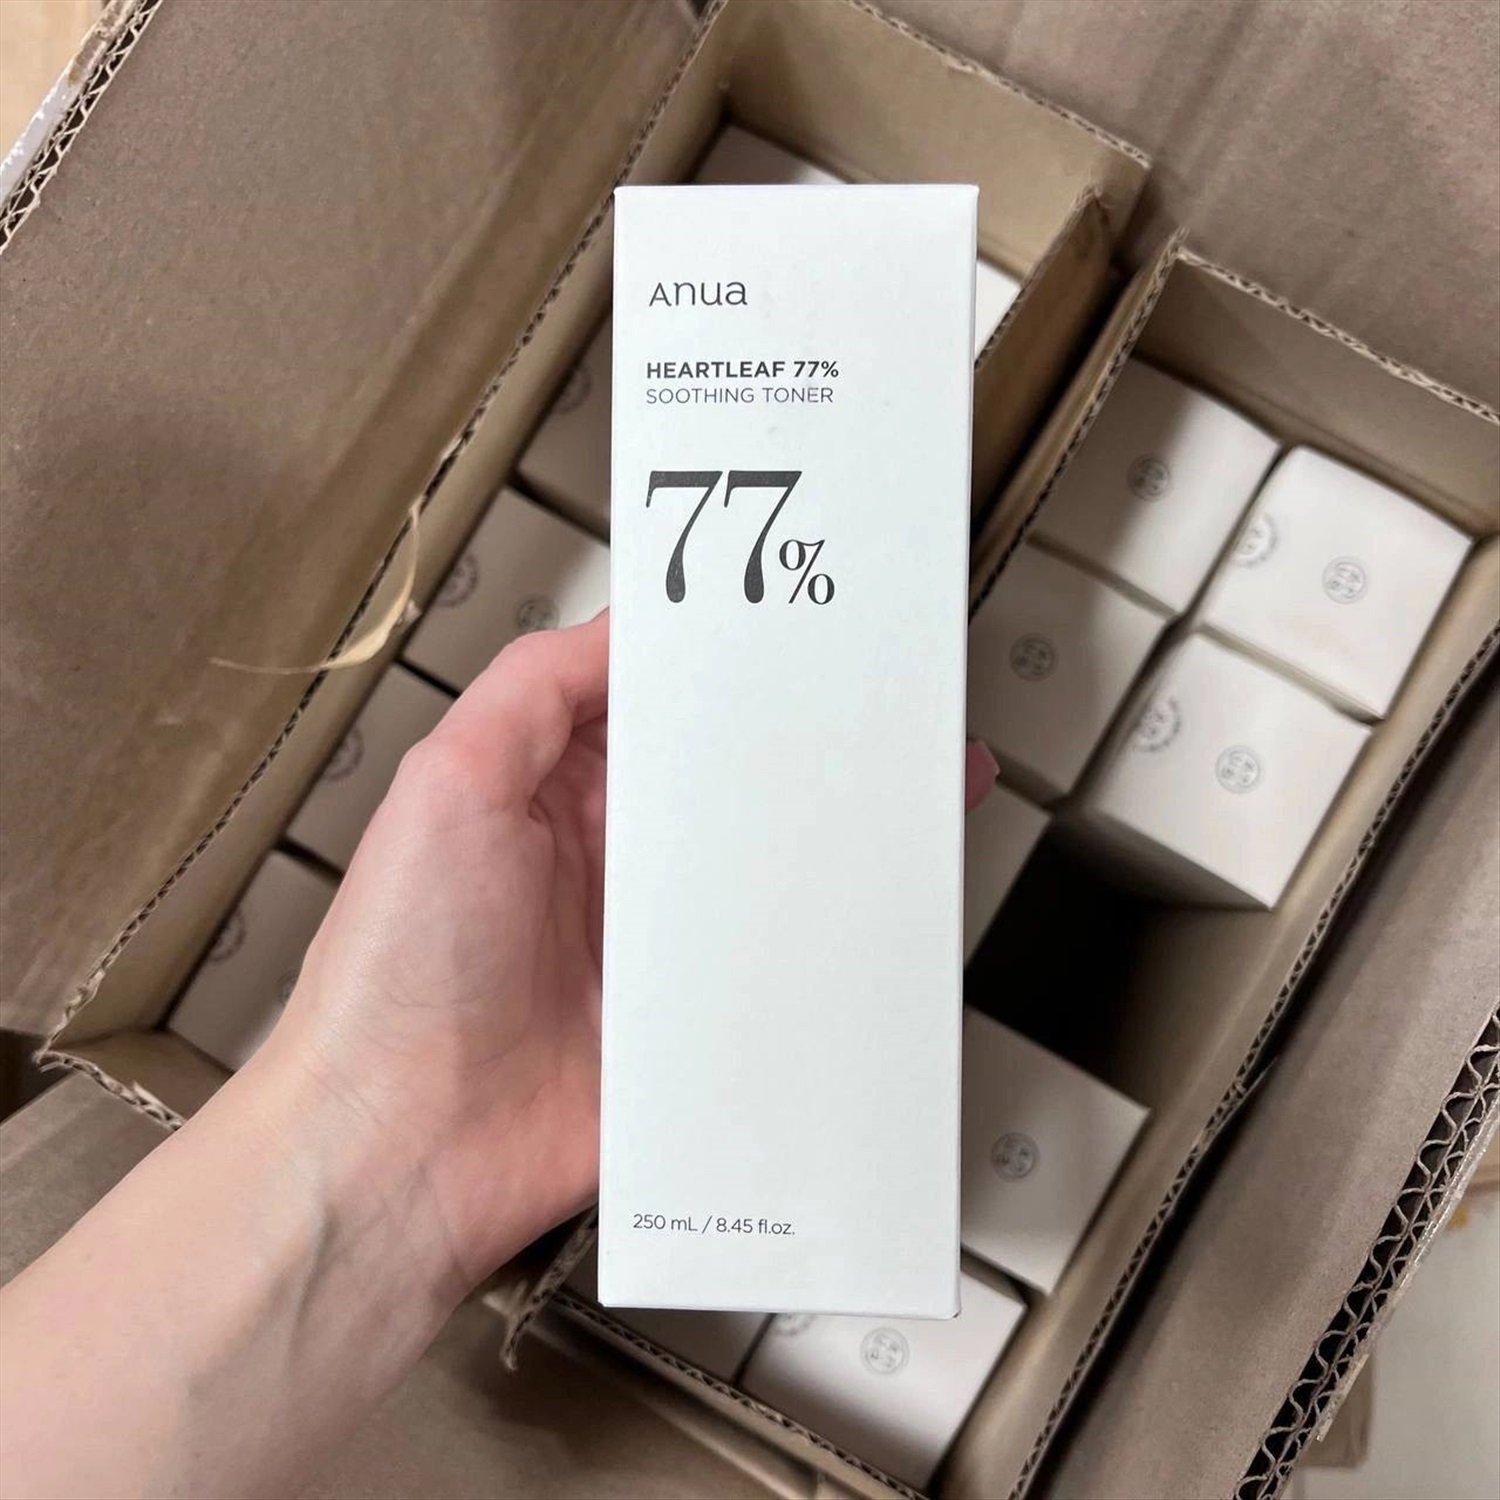 Anua
HEARTLEAF 77%
SOOTHING TONER
77%
250 mL / 8.45 fl.oz.